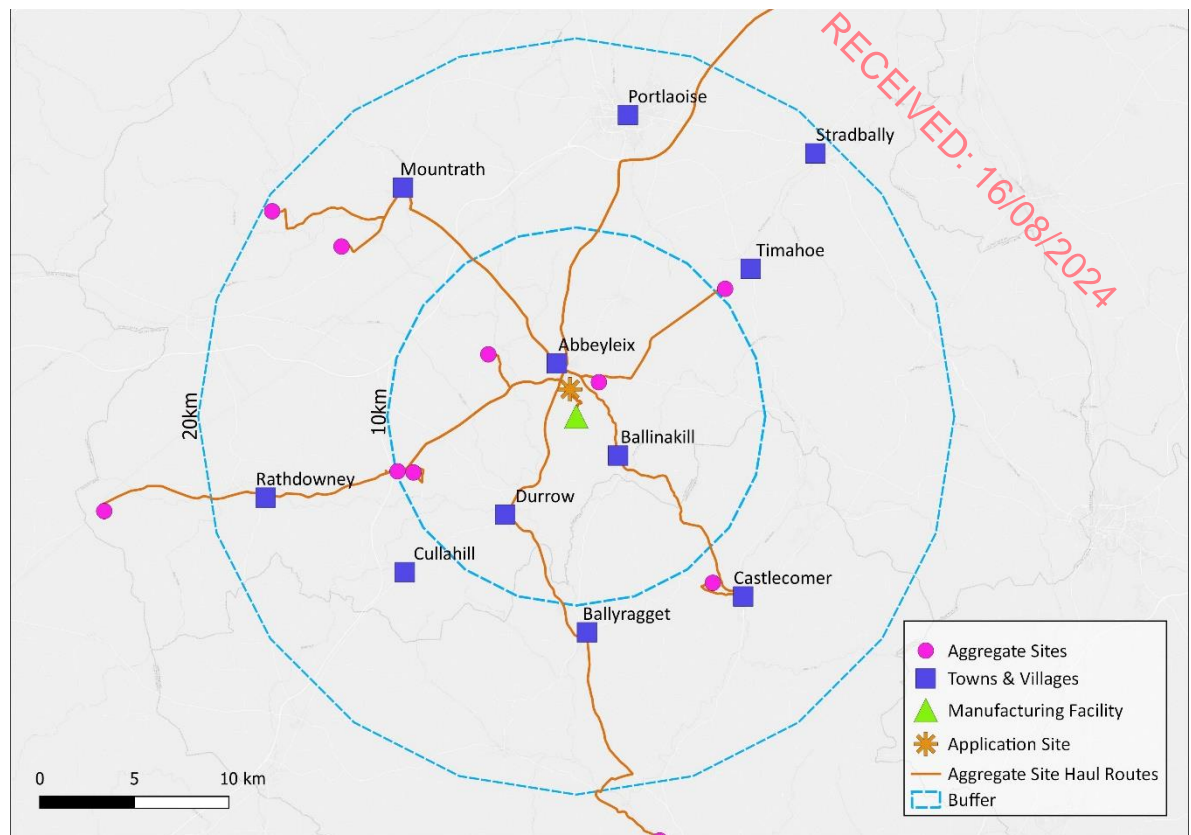 RECEIVED: 16/08/2024
Portlaoise
Stradbally
Mountrath
Timahoe
Abbeyleix
20km
10km
Ballinakill
Rathdowney
Durrow
Cullahill
Castlecomer
Ballyragget
Aggregate Sites
Towns & Villages
Manufacturing Facility
Application Site
Aggregate Site Haul Routes
Buffer
0 5 10 km